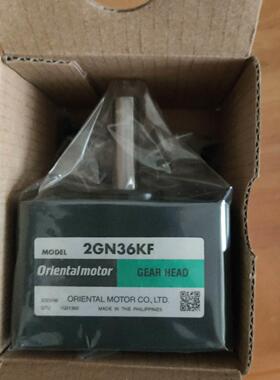 MODEL 2GN36KF
Orientalmotor GEAR HEAD
ORIENTAL MOTOR CO., LTD.
MADE IN THE PHILIPPINES